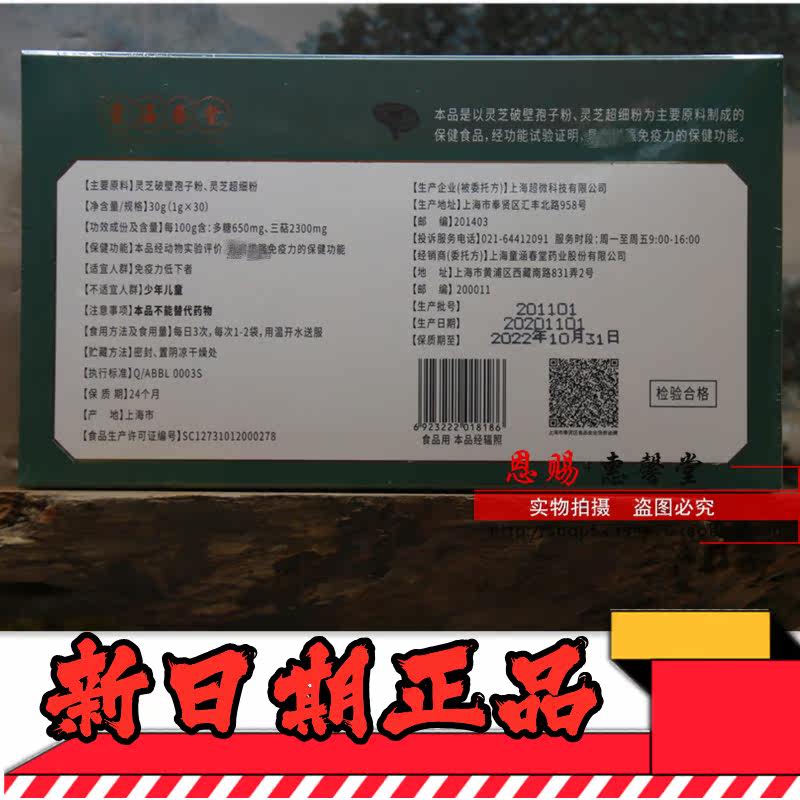 童涵春堂
本品是以灵芝破壁孢子粉、灵芝超细粉为主要原料制成的
保健食品，经功能试验证明，免疫力的保健功能。
【主要原料】灵芝破壁孢子粉、灵芝超细粉
【净含量/规格】30g(1g×30)
【功效成份及含量】每100g含：多糖650mg、三萜2300mg
【保健功能】本品经动物实验评价 免疫力的保健功能
【适宜人群】免疫力低下者
【不适宜人群】少年儿童
【注意事项】本品不能替代药物
【食用方法及食用量】每日3次，每次1-2袋，用温开水送服
【贮藏方法】密封、置阴凉干燥处
【执行标准】Q/ABBL 0003S
【保 质 期】24个月
【产 地】上海市
【食品生产许可证编号】SC12731012000278
【生产企业(被委托方)】上海超微科技有限公司
【生产地址】上海市奉贤区汇丰北路958号
【邮 编】201403
【投诉服务电话】021-64412091 服务时段：周一至周五9:00-16:00
【经销商(委托方)】上海童涵春堂药业股份有限公司
【地 址】上海市黄浦区西藏南路831弄2号
【邮 编】200011
【生产批号】 201101
【生产日期】 20201101
【保质期至】 2022年10月31日
6923222018186
食品用 本品经辐照
检验合格
恩赐·惠馨堂
实物拍摄 盗图必究
新日期正品